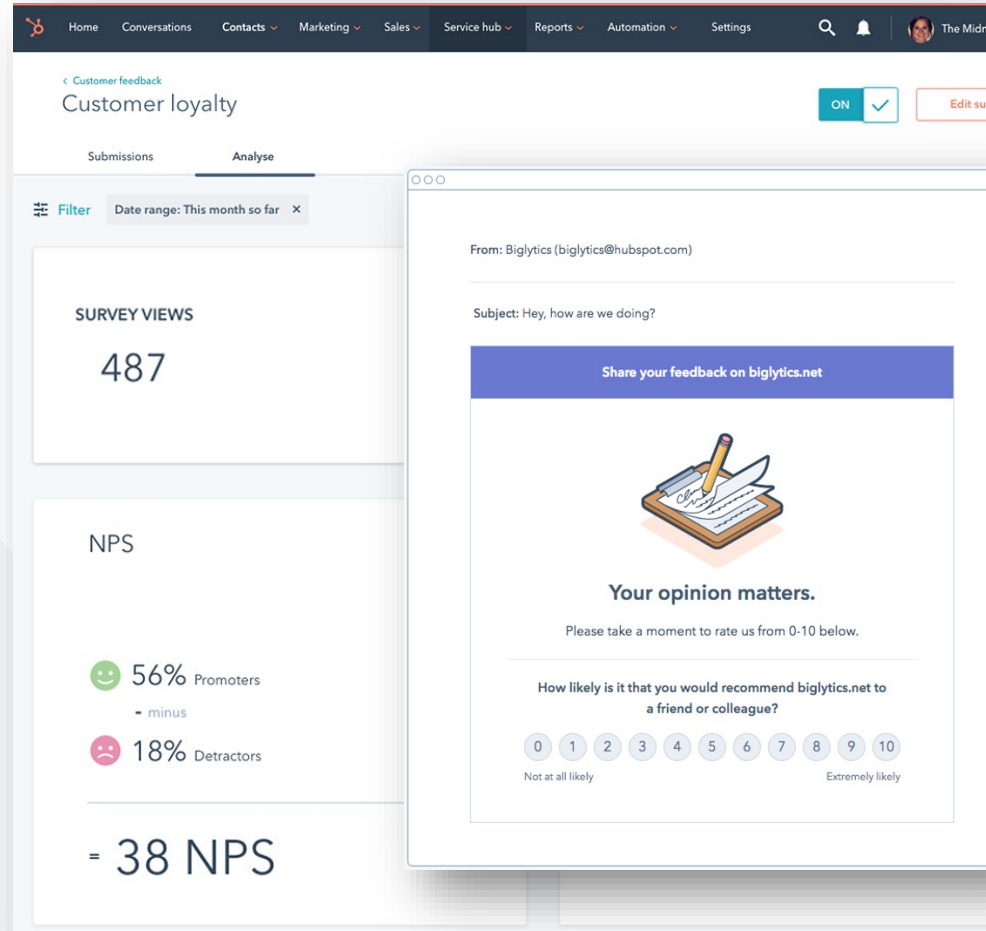 Home Conversations Contacts Marketing Sales Service hub Reports Automation Settings The Midn
‹ Customer feedback
Customer loyalty
ON Edit su
Submissions Analyse
Filter Date range: This month so far ×
SURVEY VIEWS
487
NPS
56% Promoters
- minus
18% Detractors
= 38 NPS
From: Biglytics (biglytics@hubspot.com)
Subject: Hey, how are we doing?
Share your feedback on biglytics.net
Your opinion matters.
Please take a moment to rate us from 0-10 below.
How likely is it that you would recommend biglytics.net to
a friend or colleague?
0 1 2 3 4 5 6 7 8 9 10
Not at all likely Extremely likely